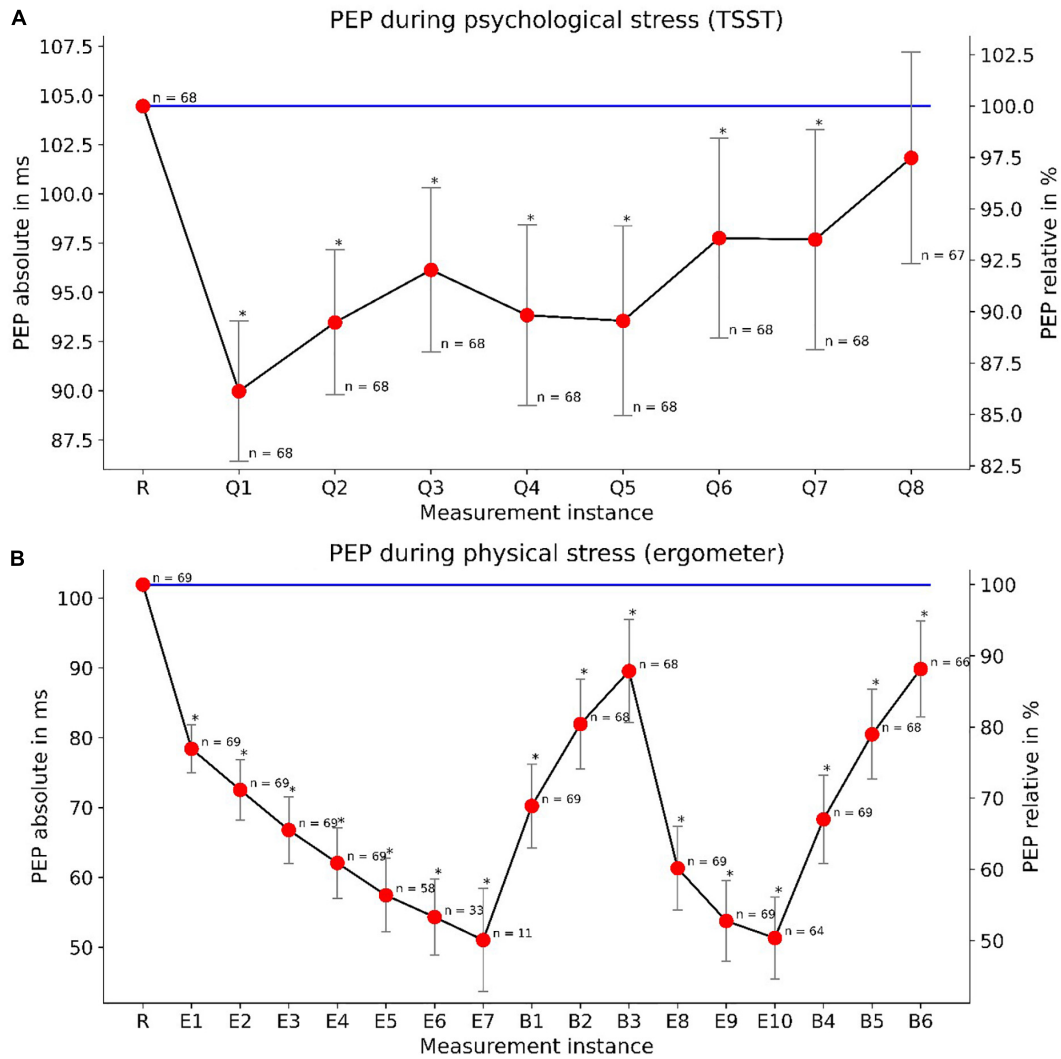 A
PEP during psychological stress (TSST)
107.5
105.0
102.5
100.0
97.5
95.0
92.5
90.0
87.5
PEP absolute in ms
102.5
100.0
97.5
95.0
92.5
90.0
87.5
85.0
82.5
PEP relative in %
n = 68
*
n = 68
*
n = 68
*
n = 68
*
n = 68
*
n = 68
*
n = 68
*
n = 68
n = 67
R Q1 Q2 Q3 Q4 Q5 Q6 Q7 Q8
Measurement instance
B
PEP during physical stress (ergometer)
100
90
80
70
60
50
PEP absolute in ms
100
90
80
70
60
50
PEP relative in %
n = 69
*
n = 69
*
n = 69
*
n = 69
*
n = 69
*
n = 58
*
n = 33
*
n = 11
*
n = 69
*
n = 68
*
n = 68
*
n = 69
*
n = 69
*
n = 64
*
n = 69
*
n = 68
*
n = 66
R E1 E2 E3 E4 E5 E6 E7 B1 B2 B3 E8 E9 E10 B4 B5 B6
Measurement instance